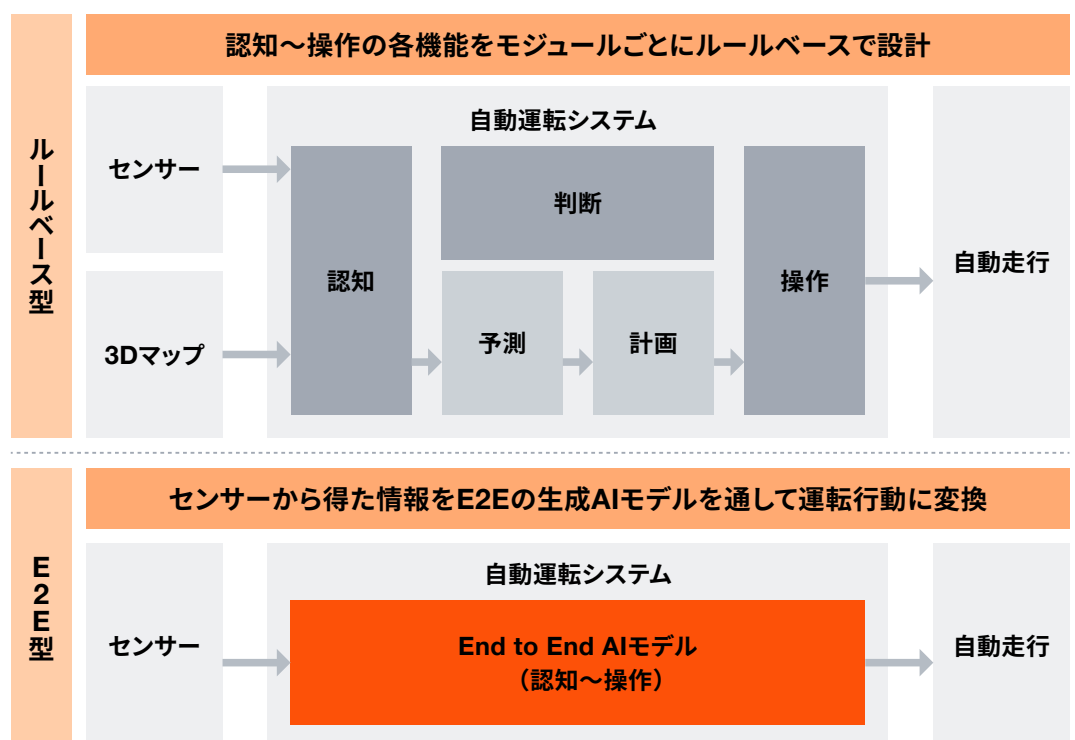 ルールベース型
認知～操作の各機能をモジュールごとにルールベースで設計
センサー
3Dマップ
自動運転システム
認知
判断
予測
計画
操作
自動走行
E2E型
センサーから得た情報をE2Eの生成AIモデルを通して運転行動に変換
センサー
自動運転システム
End to End AIモデル
（認知～操作）
自動走行